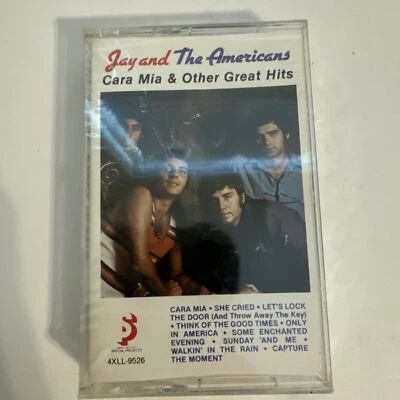 Jay and The Americans
Cara Mia & Other Great Hits
CARA MIA • SHE CRIED • LET'S LOCK
THE DOOR (And Throw Away The Key)
• THINK OF THE GOOD TIMES • ONLY
IN AMERICA • SOME ENCHANTED
EVENING • SUNDAY 'AND ME •
WALKIN' IN THE RAIN • CAPTURE
THE MOMENT
SPECIAL PROJECTS
4XLL-9526